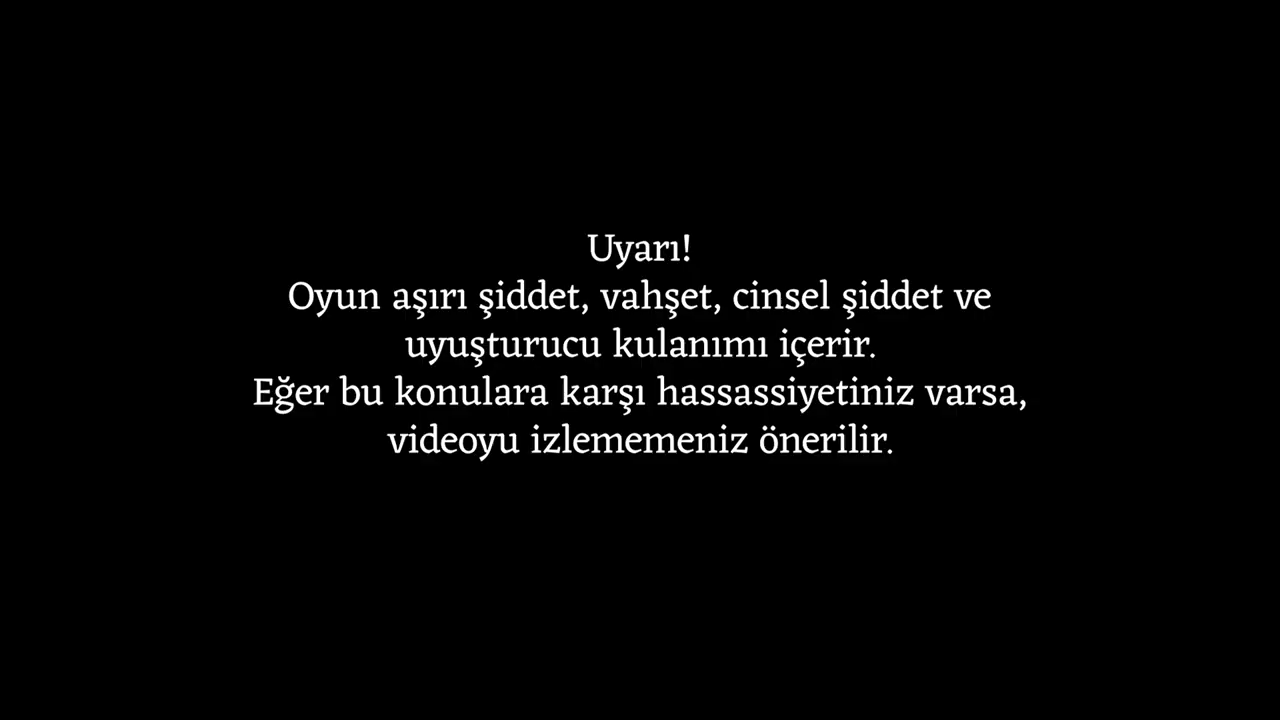 Uyarı!
Oyun aşırı şiddet, vahşet, cinsel şiddet ve
uyuşturucu kulanımı içerir.
Eğer bu konulara karşı hassassiyetiniz varsa,
videoyu izlememeniz önerilir.